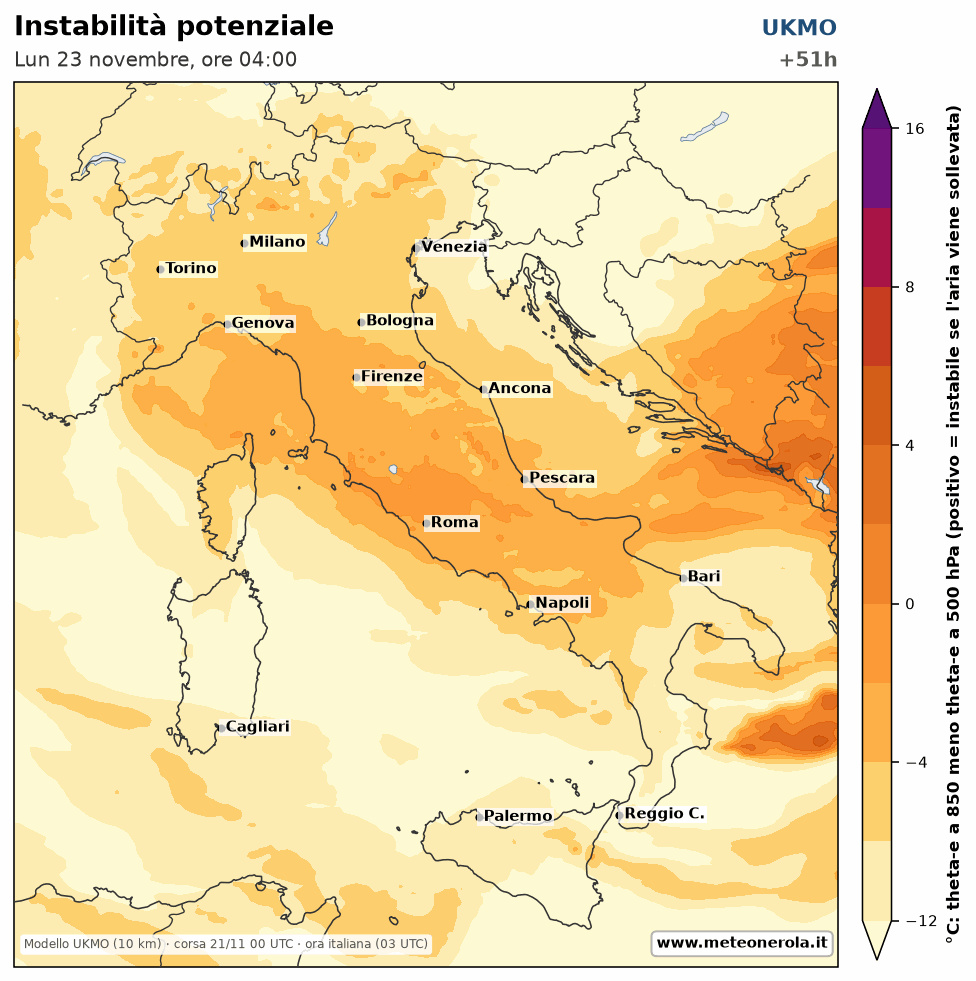 Instabilità potenziale
UKMO
Lun 23 novembre, ore 04:00
+51h
Milano
Venezia
Torino
Genova
Bologna
Firenze
Ancona
Pescara
Roma
Bari
Napoli
Cagliari
Palermo
Reggio C.
16
8
4
0
−4
−12
°C: theta-e a 850 meno theta-e a 500 hPa (positivo = instabile se l'aria viene sollevata)
Modello UKMO (10 km) · corsa 21/11 00 UTC · ora italiana (03 UTC)
www.meteonerola.it